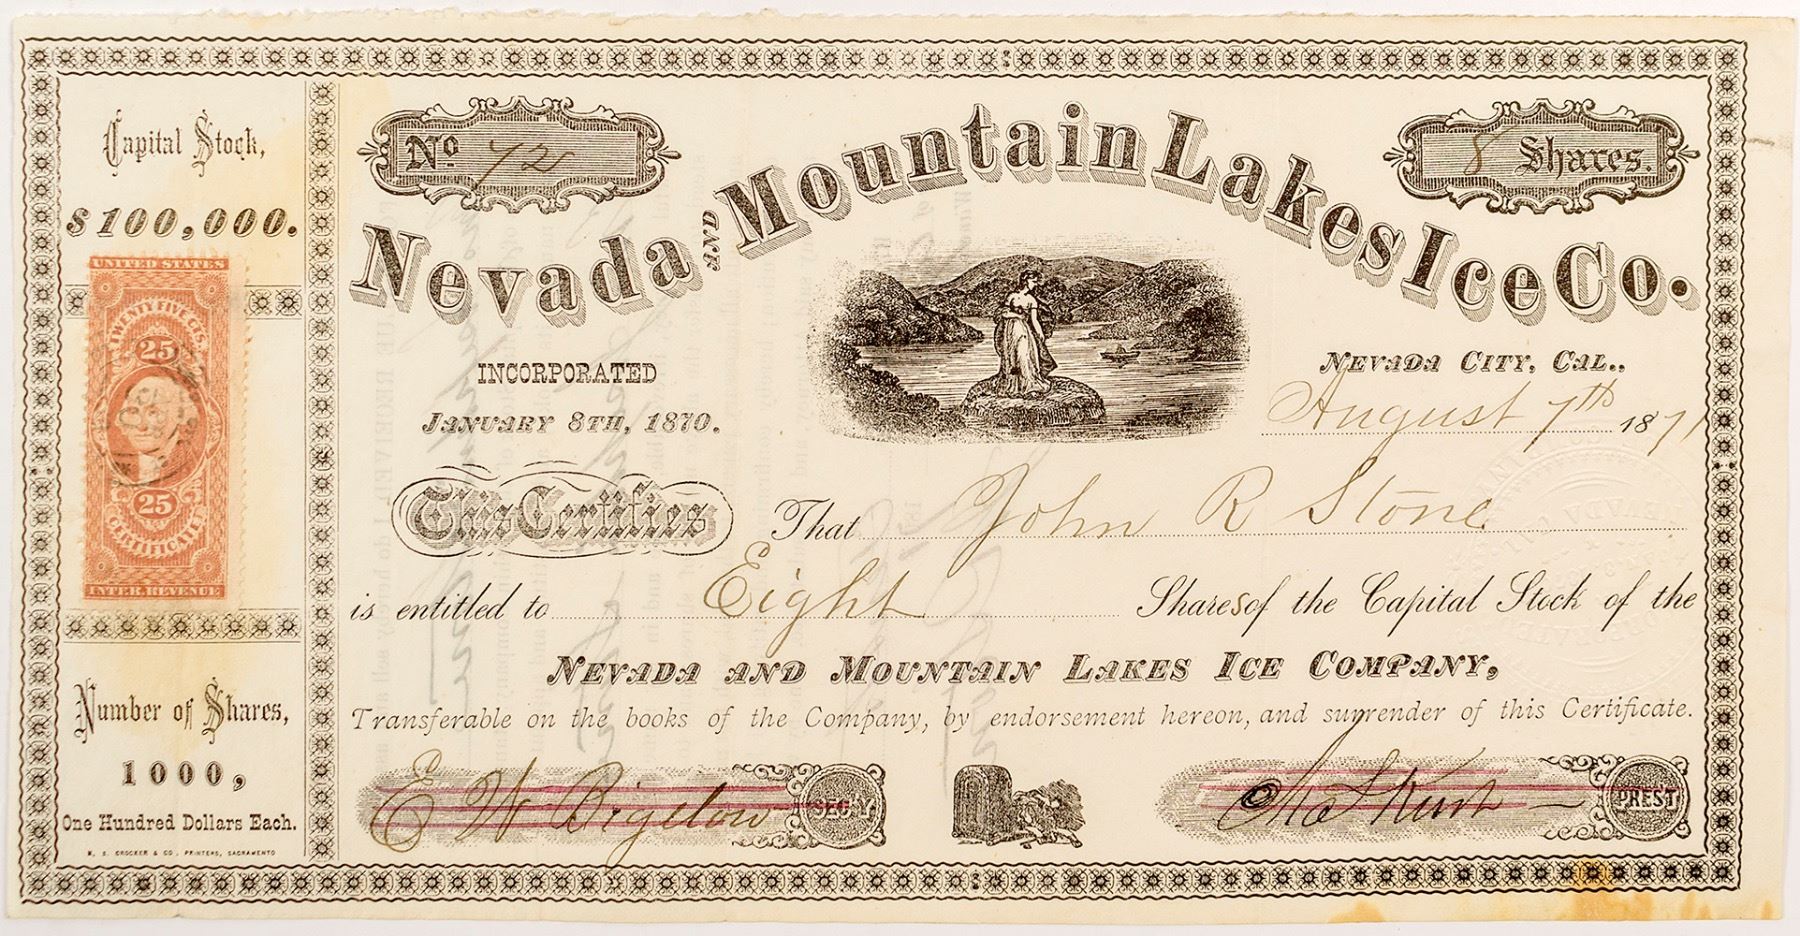 Capital Stock,
$100,000.
UNITED STATES
TWENTY FIVE CTS.
25
25
CERTIFICATE
INTER. REVENUE
Number of Shares,
1000,
One Hundred Dollars Each.
H. S. CROCKER & CO., PRINTERS, SACRAMENTO
No. 72
8 Shares.
Nevada AND Mountain Lakes Ice Co.
INCORPORATED
JANUARY 8TH, 1870.
NEVADA CITY, CAL.,
August 7th 1871
This Certifies That John R Stone
is entitled to Eight Shares of the Capital Stock of the
NEVADA AND MOUNTAIN LAKES ICE COMPANY,
Transferable on the books of the Company, by endorsement hereon, and surrender of this Certificate.
E W Bigelow SEC'Y
PREST